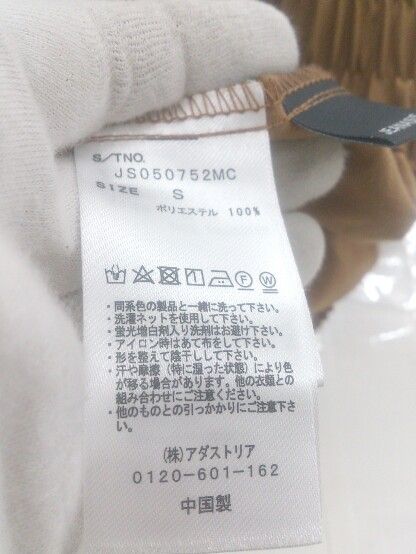 S/TNO.
JS050752MC
SIZE S
ポリエステル 100%
・同系色の製品と一緒に洗って下さい。
・洗濯ネットを使用して下さい。
・蛍光増白剤入り洗剤はお避け下さい。
・アイロン時はあて布をして下さい。
・形を整えて陰干しして下さい。
・汗や摩擦（特に湿った状態）により色
が移る場合があります。他の衣類との
組み合わせにご注意下さい。
・他のものとの引っかかりにご注意下さ
い。
(株)アダストリア
0120-601-162
中国製